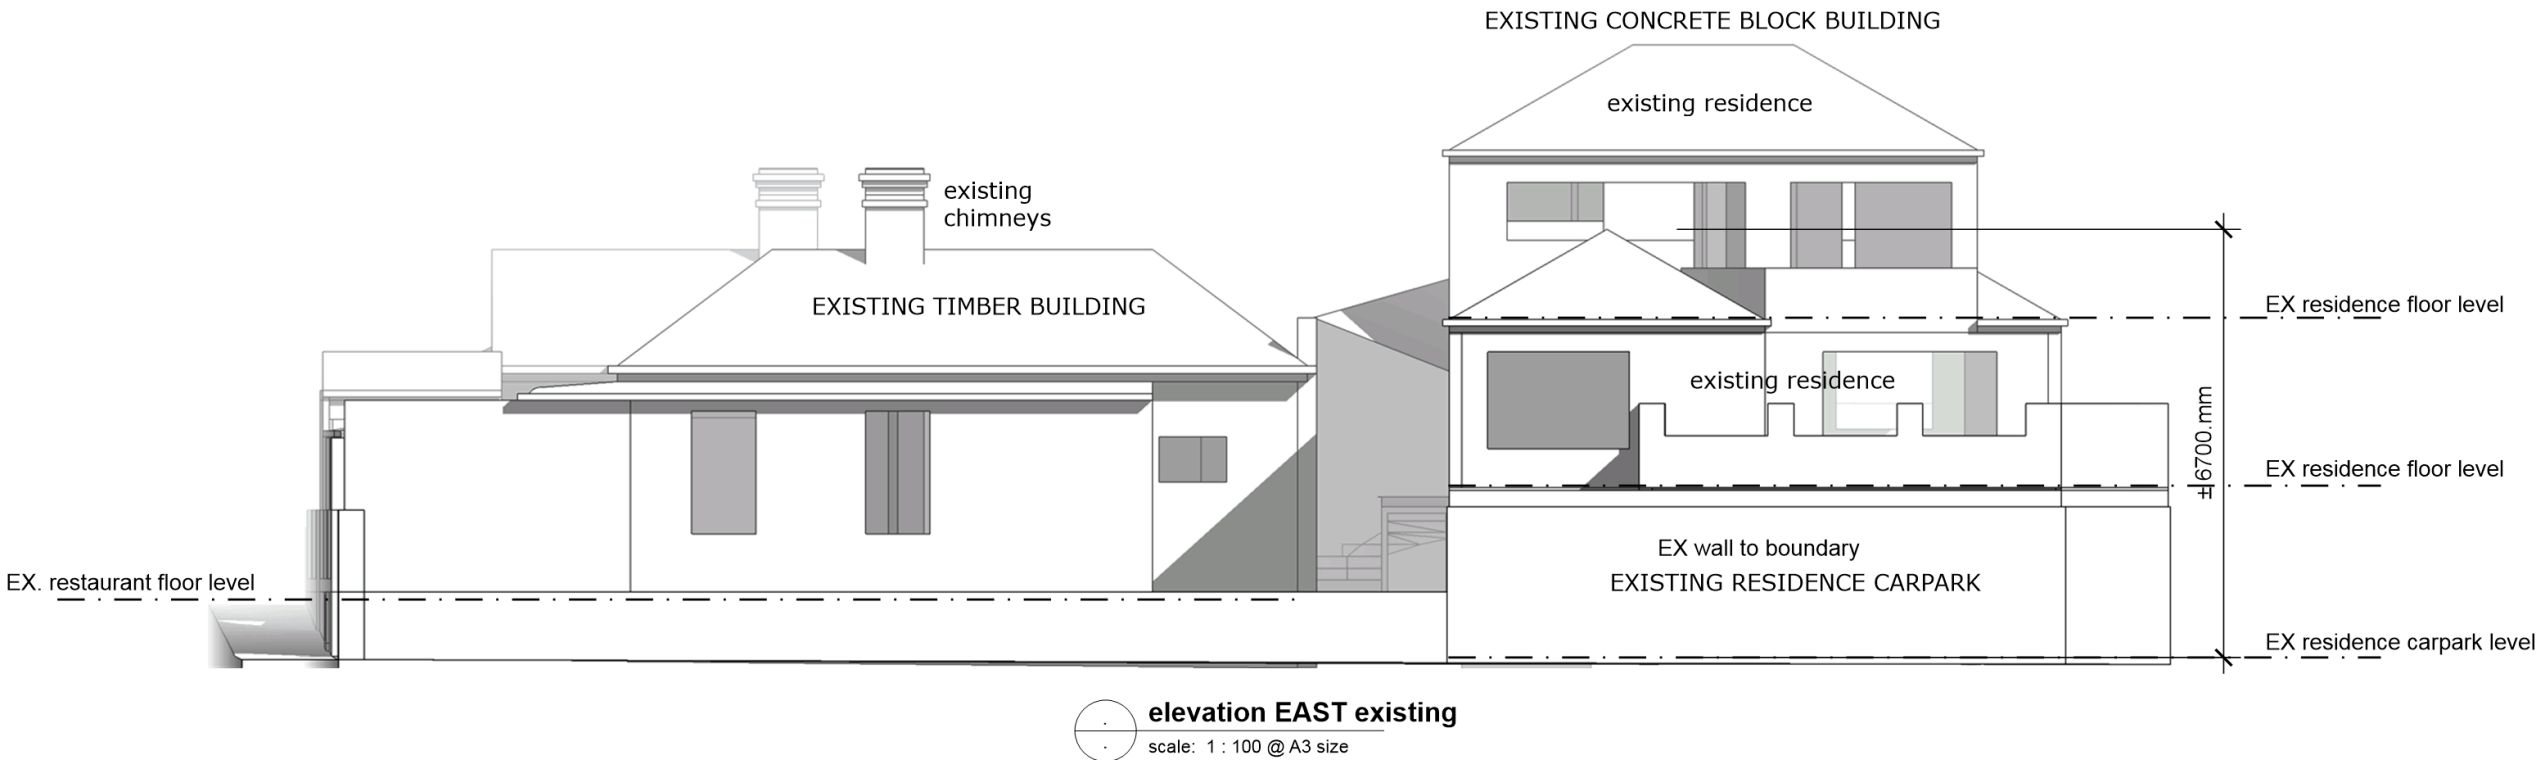 EXISTING CONCRETE BLOCK BUILDING
existing residence
existing
chimneys
EXISTING TIMBER BUILDING
EX residence floor level
existing residence
±6700.mm
EX residence floor level
EX wall to boundary
EX. restaurant floor level
EXISTING RESIDENCE CARPARK
EX residence carpark level
elevation EAST existing
scale: 1 : 100 @ A3 size